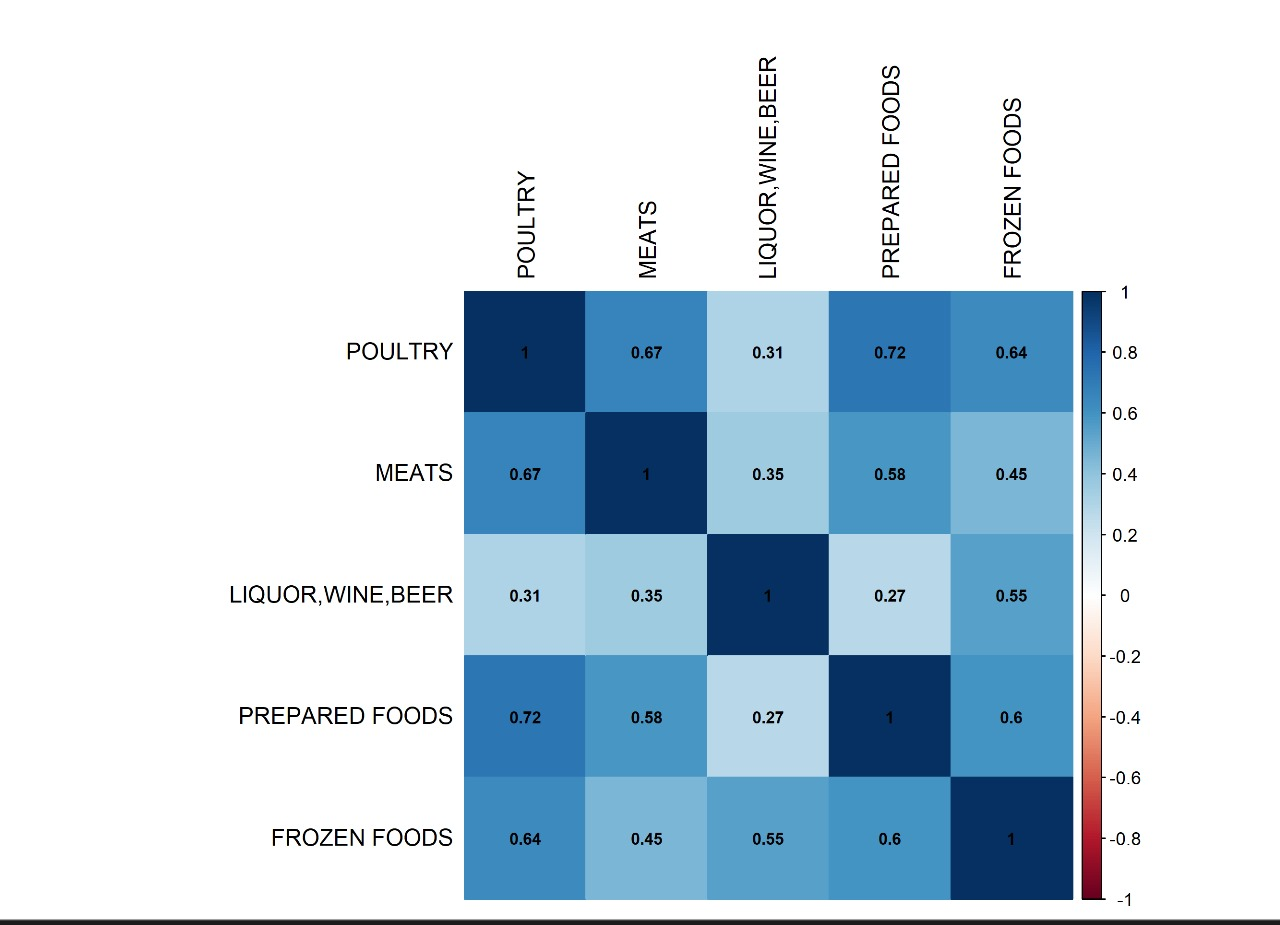 POULTRY
MEATS
LIQUOR,WINE,BEER
PREPARED FOODS
FROZEN FOODS
POULTRY 1 0.67 0.31 0.72 0.64
MEATS 0.67 1 0.35 0.58 0.45
LIQUOR,WINE,BEER 0.31 0.35 1 0.27 0.55
PREPARED FOODS 0.72 0.58 0.27 1 0.6
FROZEN FOODS 0.64 0.45 0.55 0.6 1
1
0.8
0.6
0.4
0.2
0
-0.2
-0.4
-0.6
-0.8
-1